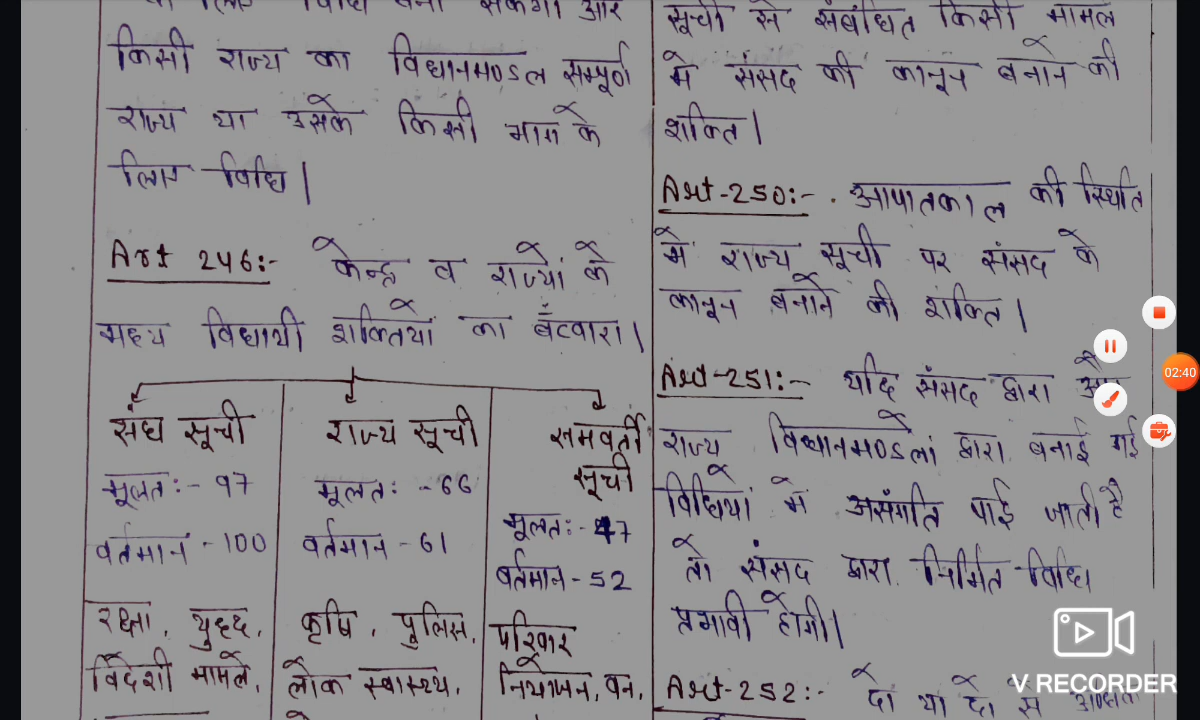 के लिए विधि बना सकेगी और
किसी राज्य का विधानमण्डल सम्पूर्ण
राज्य या उसके किसी भाग के
लिए विधि।
Art 246:- केन्द्र व राज्यों के
मध्य विधायी शक्तियों का बँटवारा।
संघ सूची
मूलतः - 97
वर्तमान - 100
रक्षा, युद्ध,
विदेशी मामले,
राज्य सूची
मूलतः - 66
वर्तमान - 61
कृषि, पुलिस,
लोक स्वास्थ्य,
समवर्ती
सूची
मूलतः - 47
वर्तमान - 52
परिवार
नियोजन, वन,
सूची से संबंधित किसी मामले
में संसद की कानून बनाने की
शक्ति।
Art-250:- आपातकाल की स्थिति
में राज्य सूची पर संसद के
कानून बनाने की शक्ति।
Art-251:- यदि संसद द्वारा
राज्य विधानमण्डलों द्वारा बनाई गई
विधियों में असंगति पाई जाती है
तो संसद द्वारा निर्मित विधि
प्रभावी होगी।
Art-252:- दो या दो से
02:40
V RECORDER